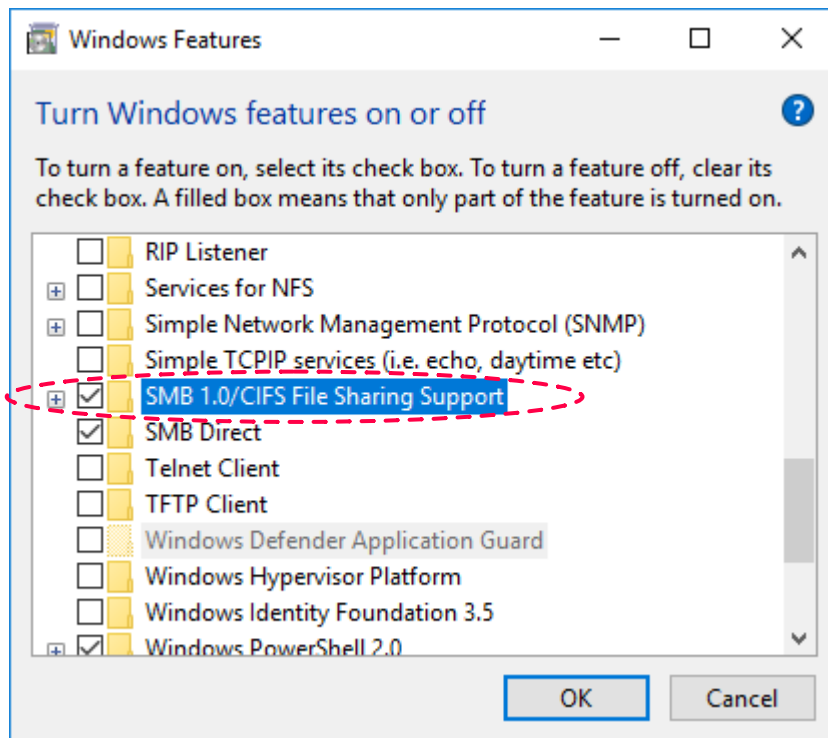 Windows Features
Turn Windows features on or off
?
To turn a feature on, select its check box. To turn a feature off, clear its
check box. A filled box means that only part of the feature is turned on.
RIP Listener
Services for NFS
Simple Network Management Protocol (SNMP)
Simple TCPIP services (i.e. echo, daytime etc)
SMB 1.0/CIFS File Sharing Support
SMB Direct
Telnet Client
TFTP Client
Windows Defender Application Guard
Windows Hypervisor Platform
Windows Identity Foundation 3.5
Windows PowerShell 2.0
OK
Cancel